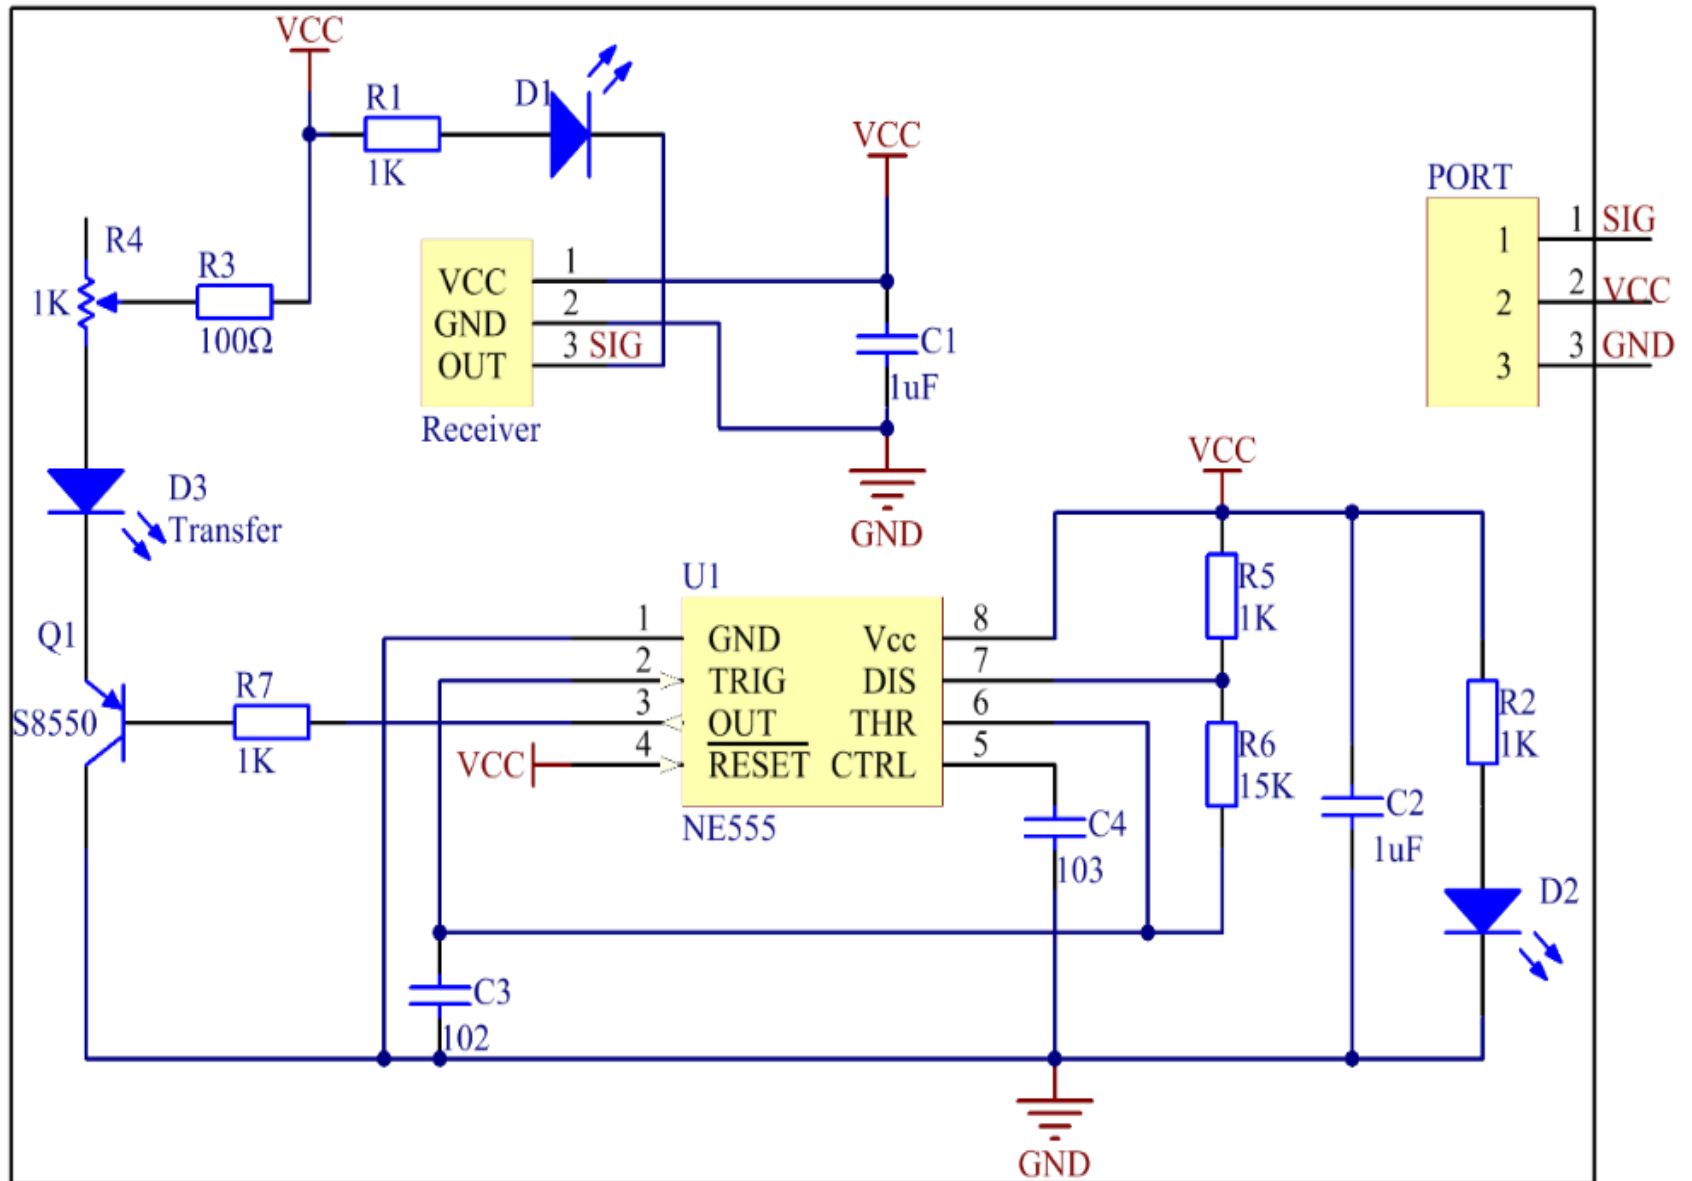 VCC
R1
1K
D1
VCC
PORT
1 1 SIG
2 2 VCC
3 3 GND
R4
1K
R3
100Ω
VCC 1
GND 2
OUT 3 SIG
Receiver
C1
1uF
GND
D3
Transfer
VCC
U1
1 GND Vcc 8
2 TRIG DIS 7
3 OUT THR 6
4 RESET CTRL 5
NE555
VCC
Q1
S8550
R7
1K
R5
1K
R6
15K
R2
1K
C2
1uF
C4
103
D2
C3
102
GND